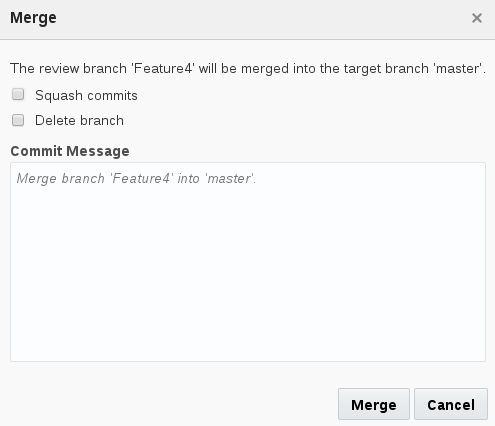 Merge ×
The review branch 'Feature4' will be merged into the target branch 'master'.
Squash commits
Delete branch
Commit Message
Merge branch 'Feature4' into 'master'.
Merge Cancel